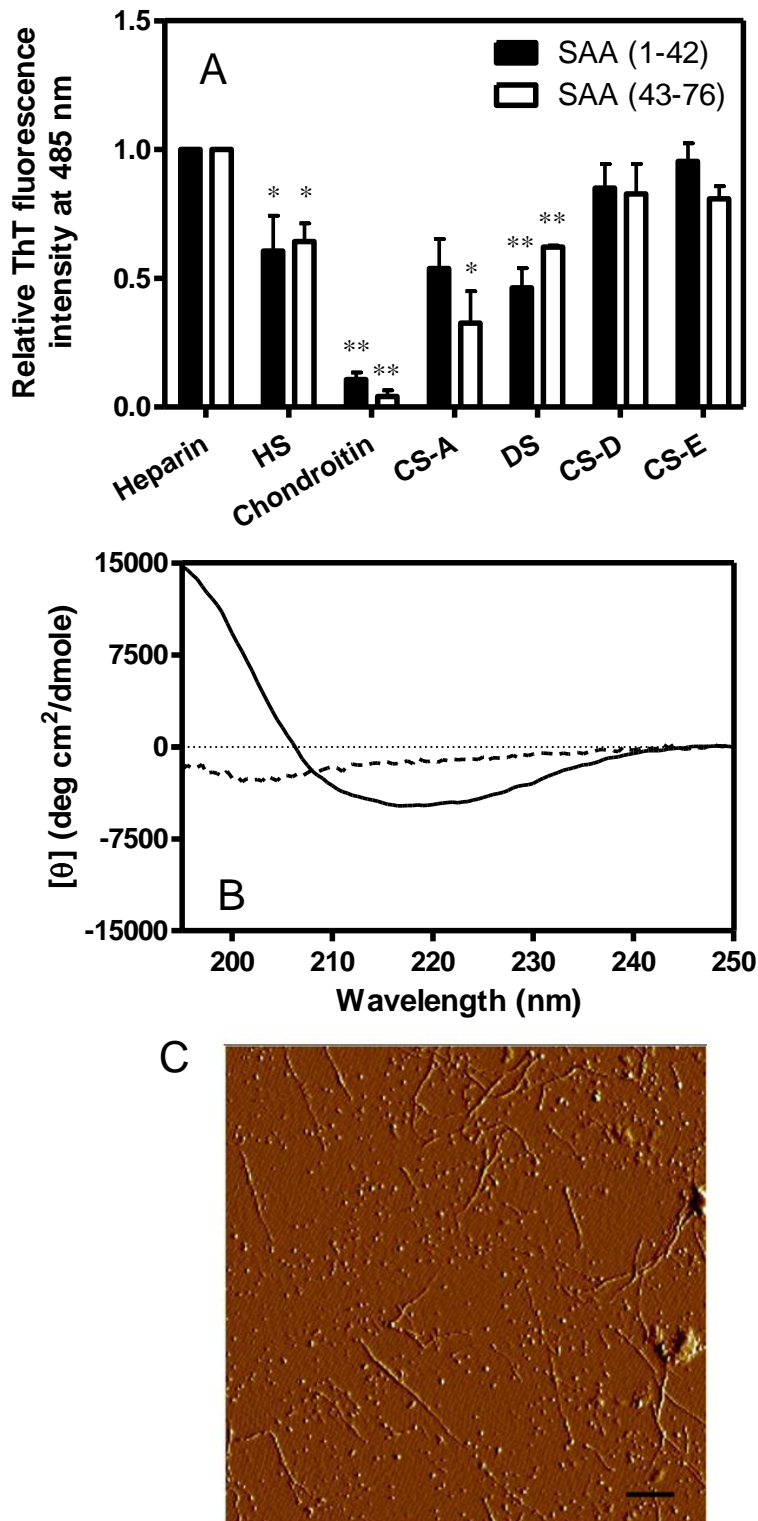 A
SAA (1-42)
SAA (43-76)
Relative ThT fluorescence
intensity at 485 nm
1.5
1.0
0.5
0.0
* *
** **
*
** **
Heparin
HS
Chondroitin
CS-A
DS
CS-D
CS-E
[θ] (deg cm²/dmole)
15000
7500
0
-7500
-15000
B
200 210 220 230 240 250
Wavelength (nm)
C